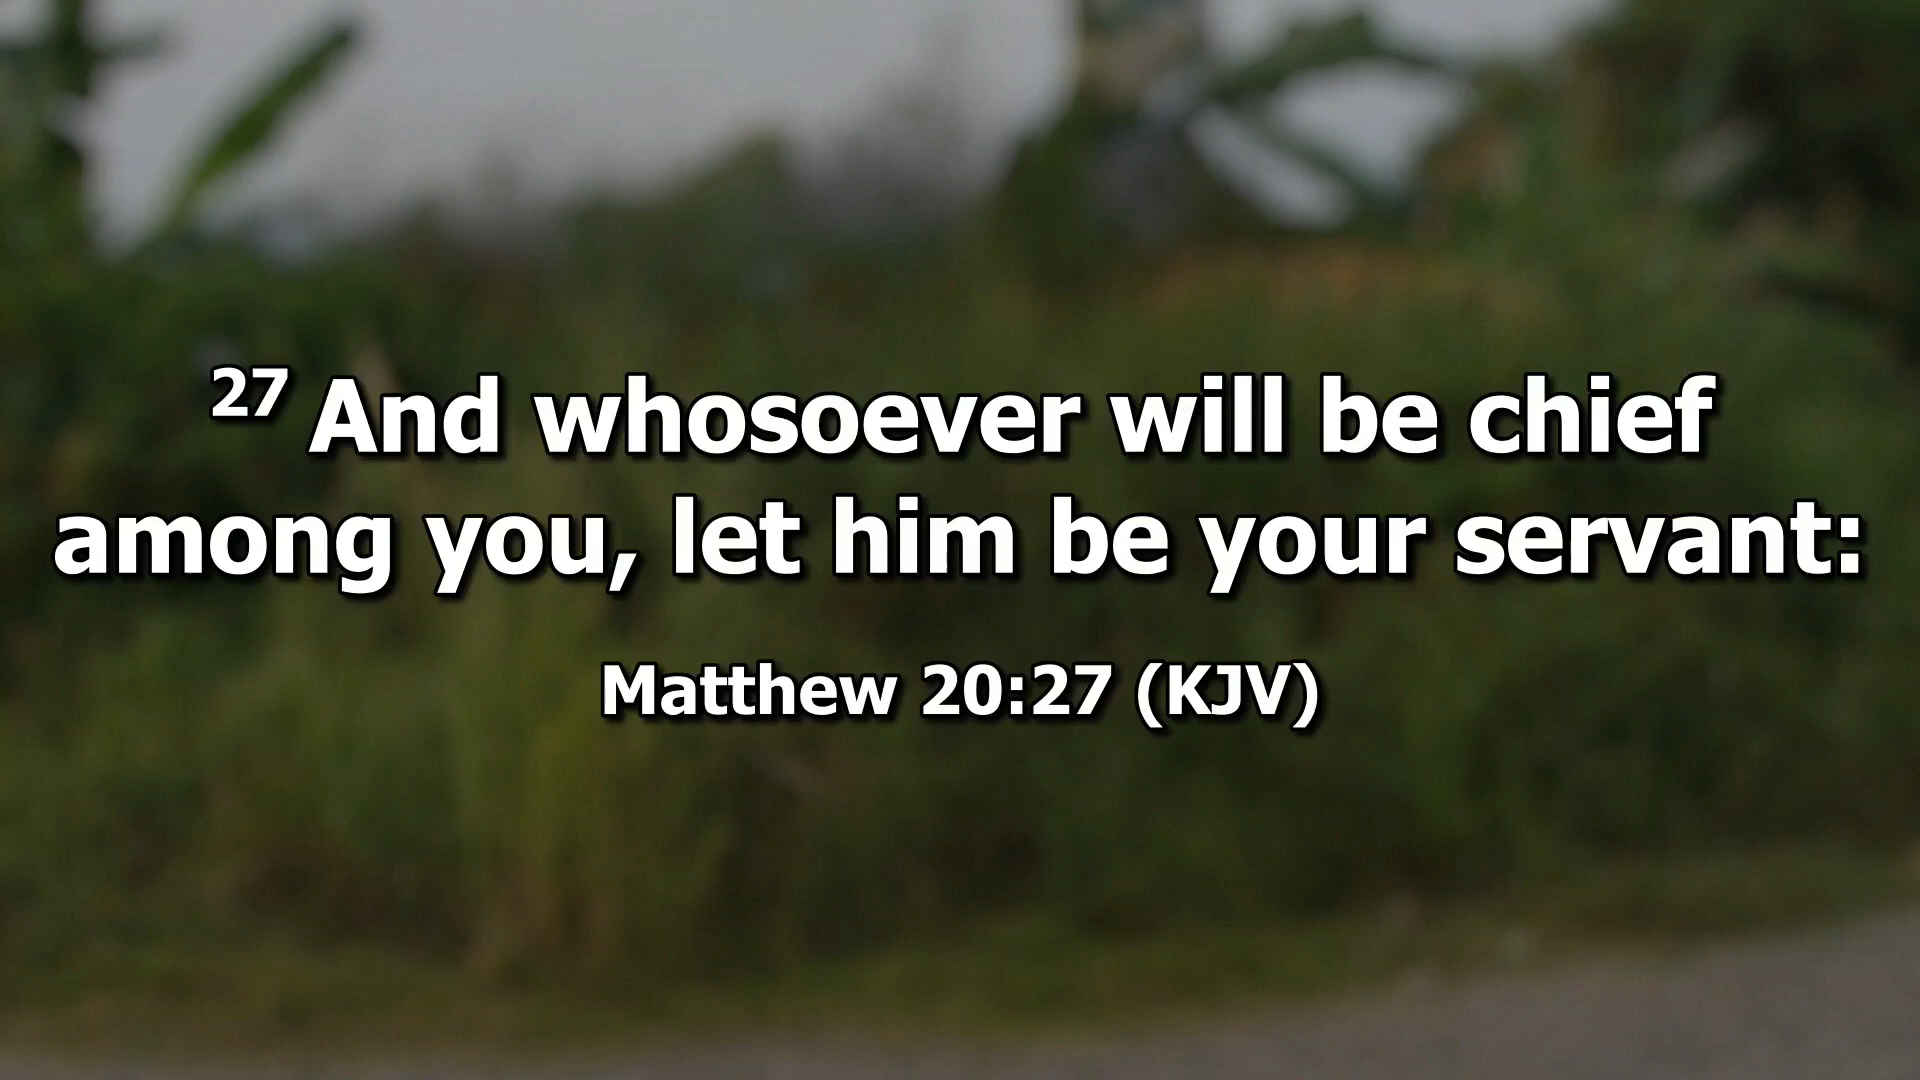 27 And whosoever will be chief
among you, let him be your servant:
Matthew 20:27 (KJV)